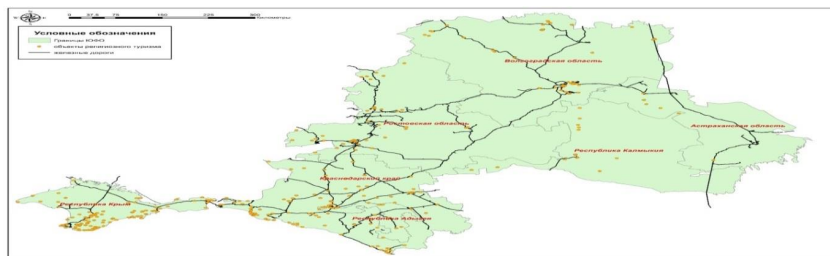 0 37,5 75 150 225 300 Километры
Условные обозначения
Границы ЮФО
объекты религиозного туризма
железные дороги
Волгоградская область
Ростовская область
Астраханская область
Республика Калмыкия
Краснодарский край
Республика Крым
Республика Адыгея